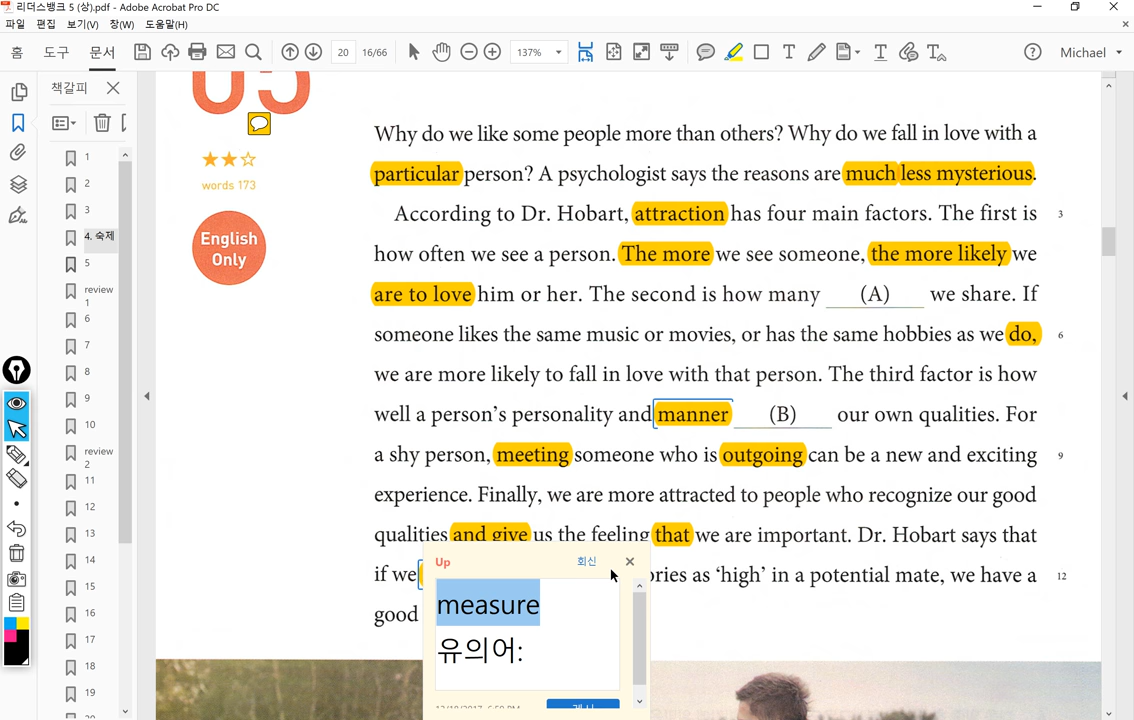 리더스뱅크 5 (상).pdf - Adobe Acrobat Pro DC
파일 편집 보기(V) 창(W) 도움말(H)
홈 도구 문서 20 16/66 137% Michael
책갈피
1
2
3
4. 숙제
5
review
1
6
7
8
9
10
review
2
11
12
13
14
15
16
17
18
19
05
words 173
English
Only
Why do we like some people more than others? Why do we fall in love with a
particular person? A psychologist says the reasons are much less mysterious.
According to Dr. Hobart, attraction has four main factors. The first is 3
how often we see a person. The more we see someone, the more likely we
are to love him or her. The second is how many (A) we share. If
someone likes the same music or movies, or has the same hobbies as we do, 6
we are more likely to fall in love with that person. The third factor is how
well a person's personality and manner (B) our own qualities. For
a shy person, meeting someone who is outgoing can be a new and exciting 9
experience. Finally, we are more attracted to people who recognize our good
qualities and give us the feeling that we are important. Dr. Hobart says that
if we ories as 'high' in a potential mate, we have a 12
good
Up 회신
measure
유의어:
게시